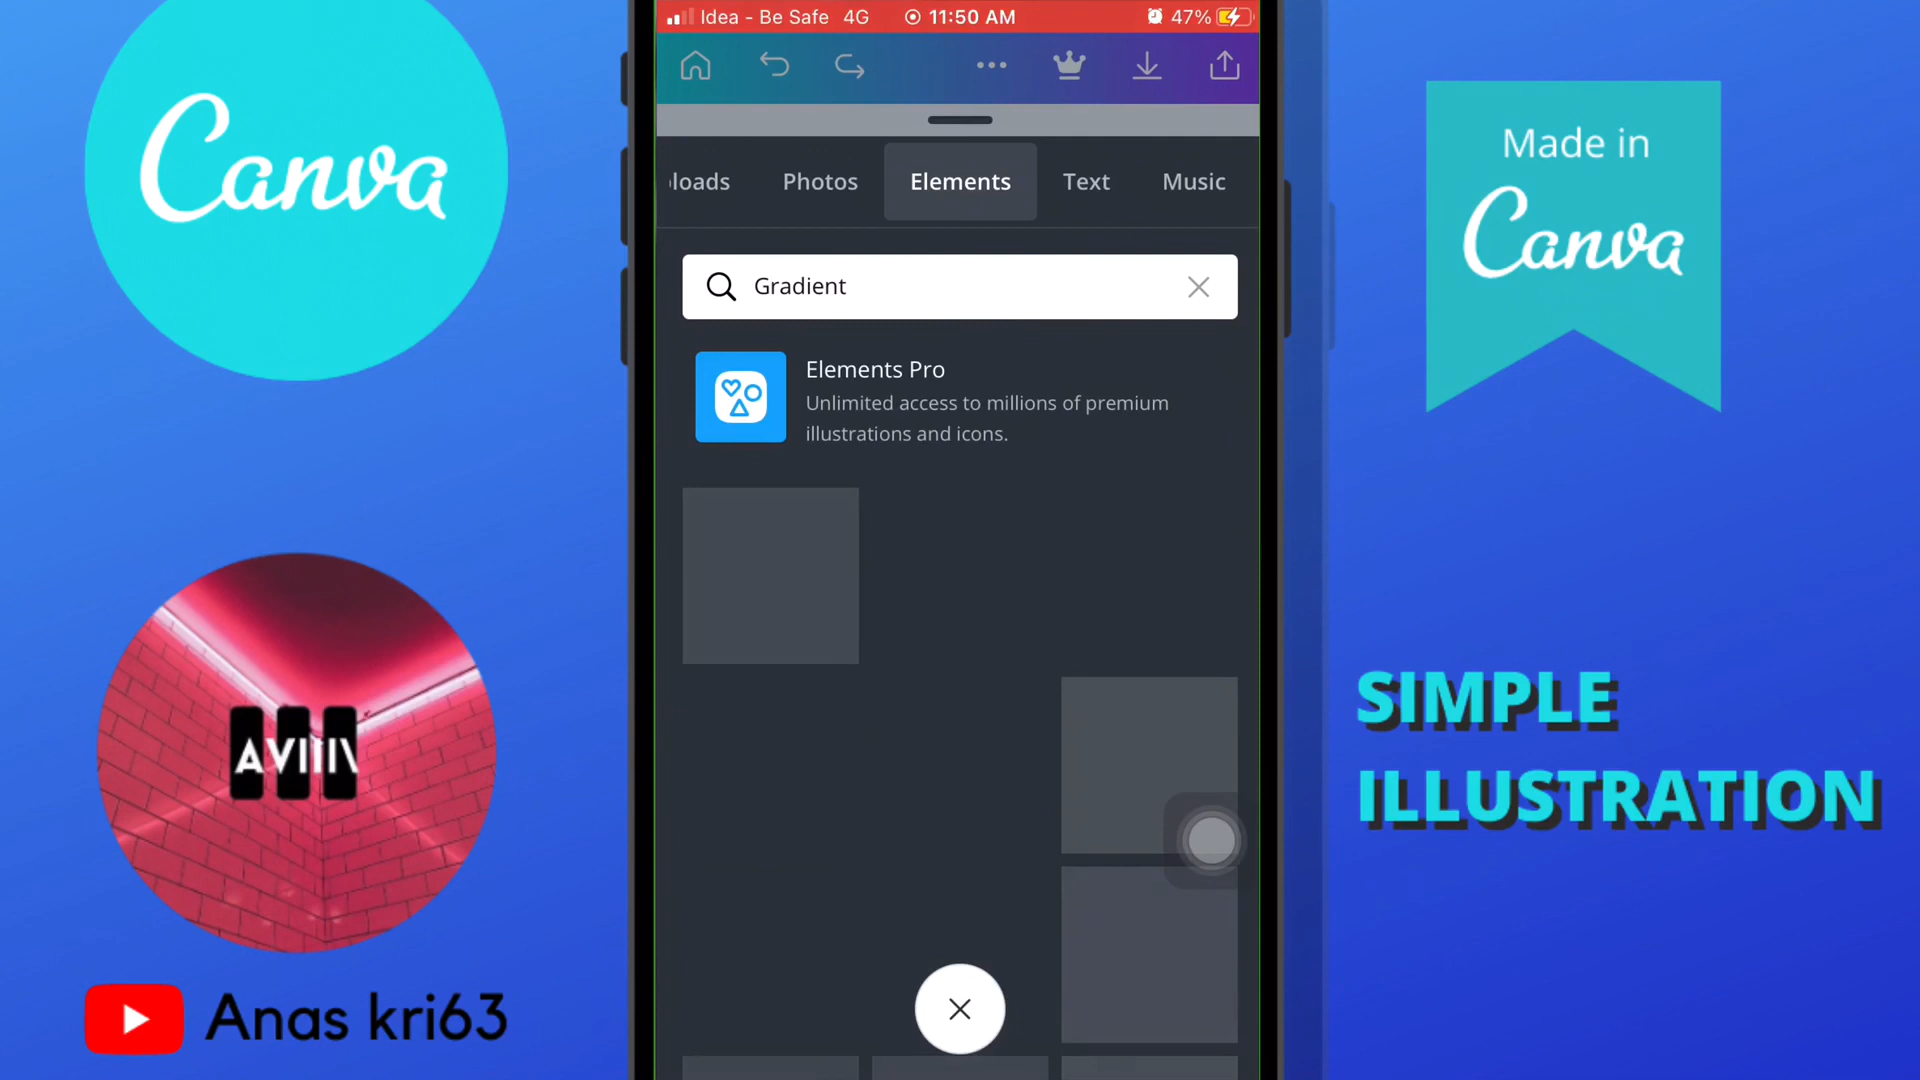 Canva
AVIIIV
Anas kri63
Idea - Be Safe 4G 11:50 AM 47%
loads Photos Elements Text Music
Gradient
Elements Pro
Unlimited access to millions of premium
illustrations and icons.
Made in
Canva
SIMPLE
ILLUSTRATION